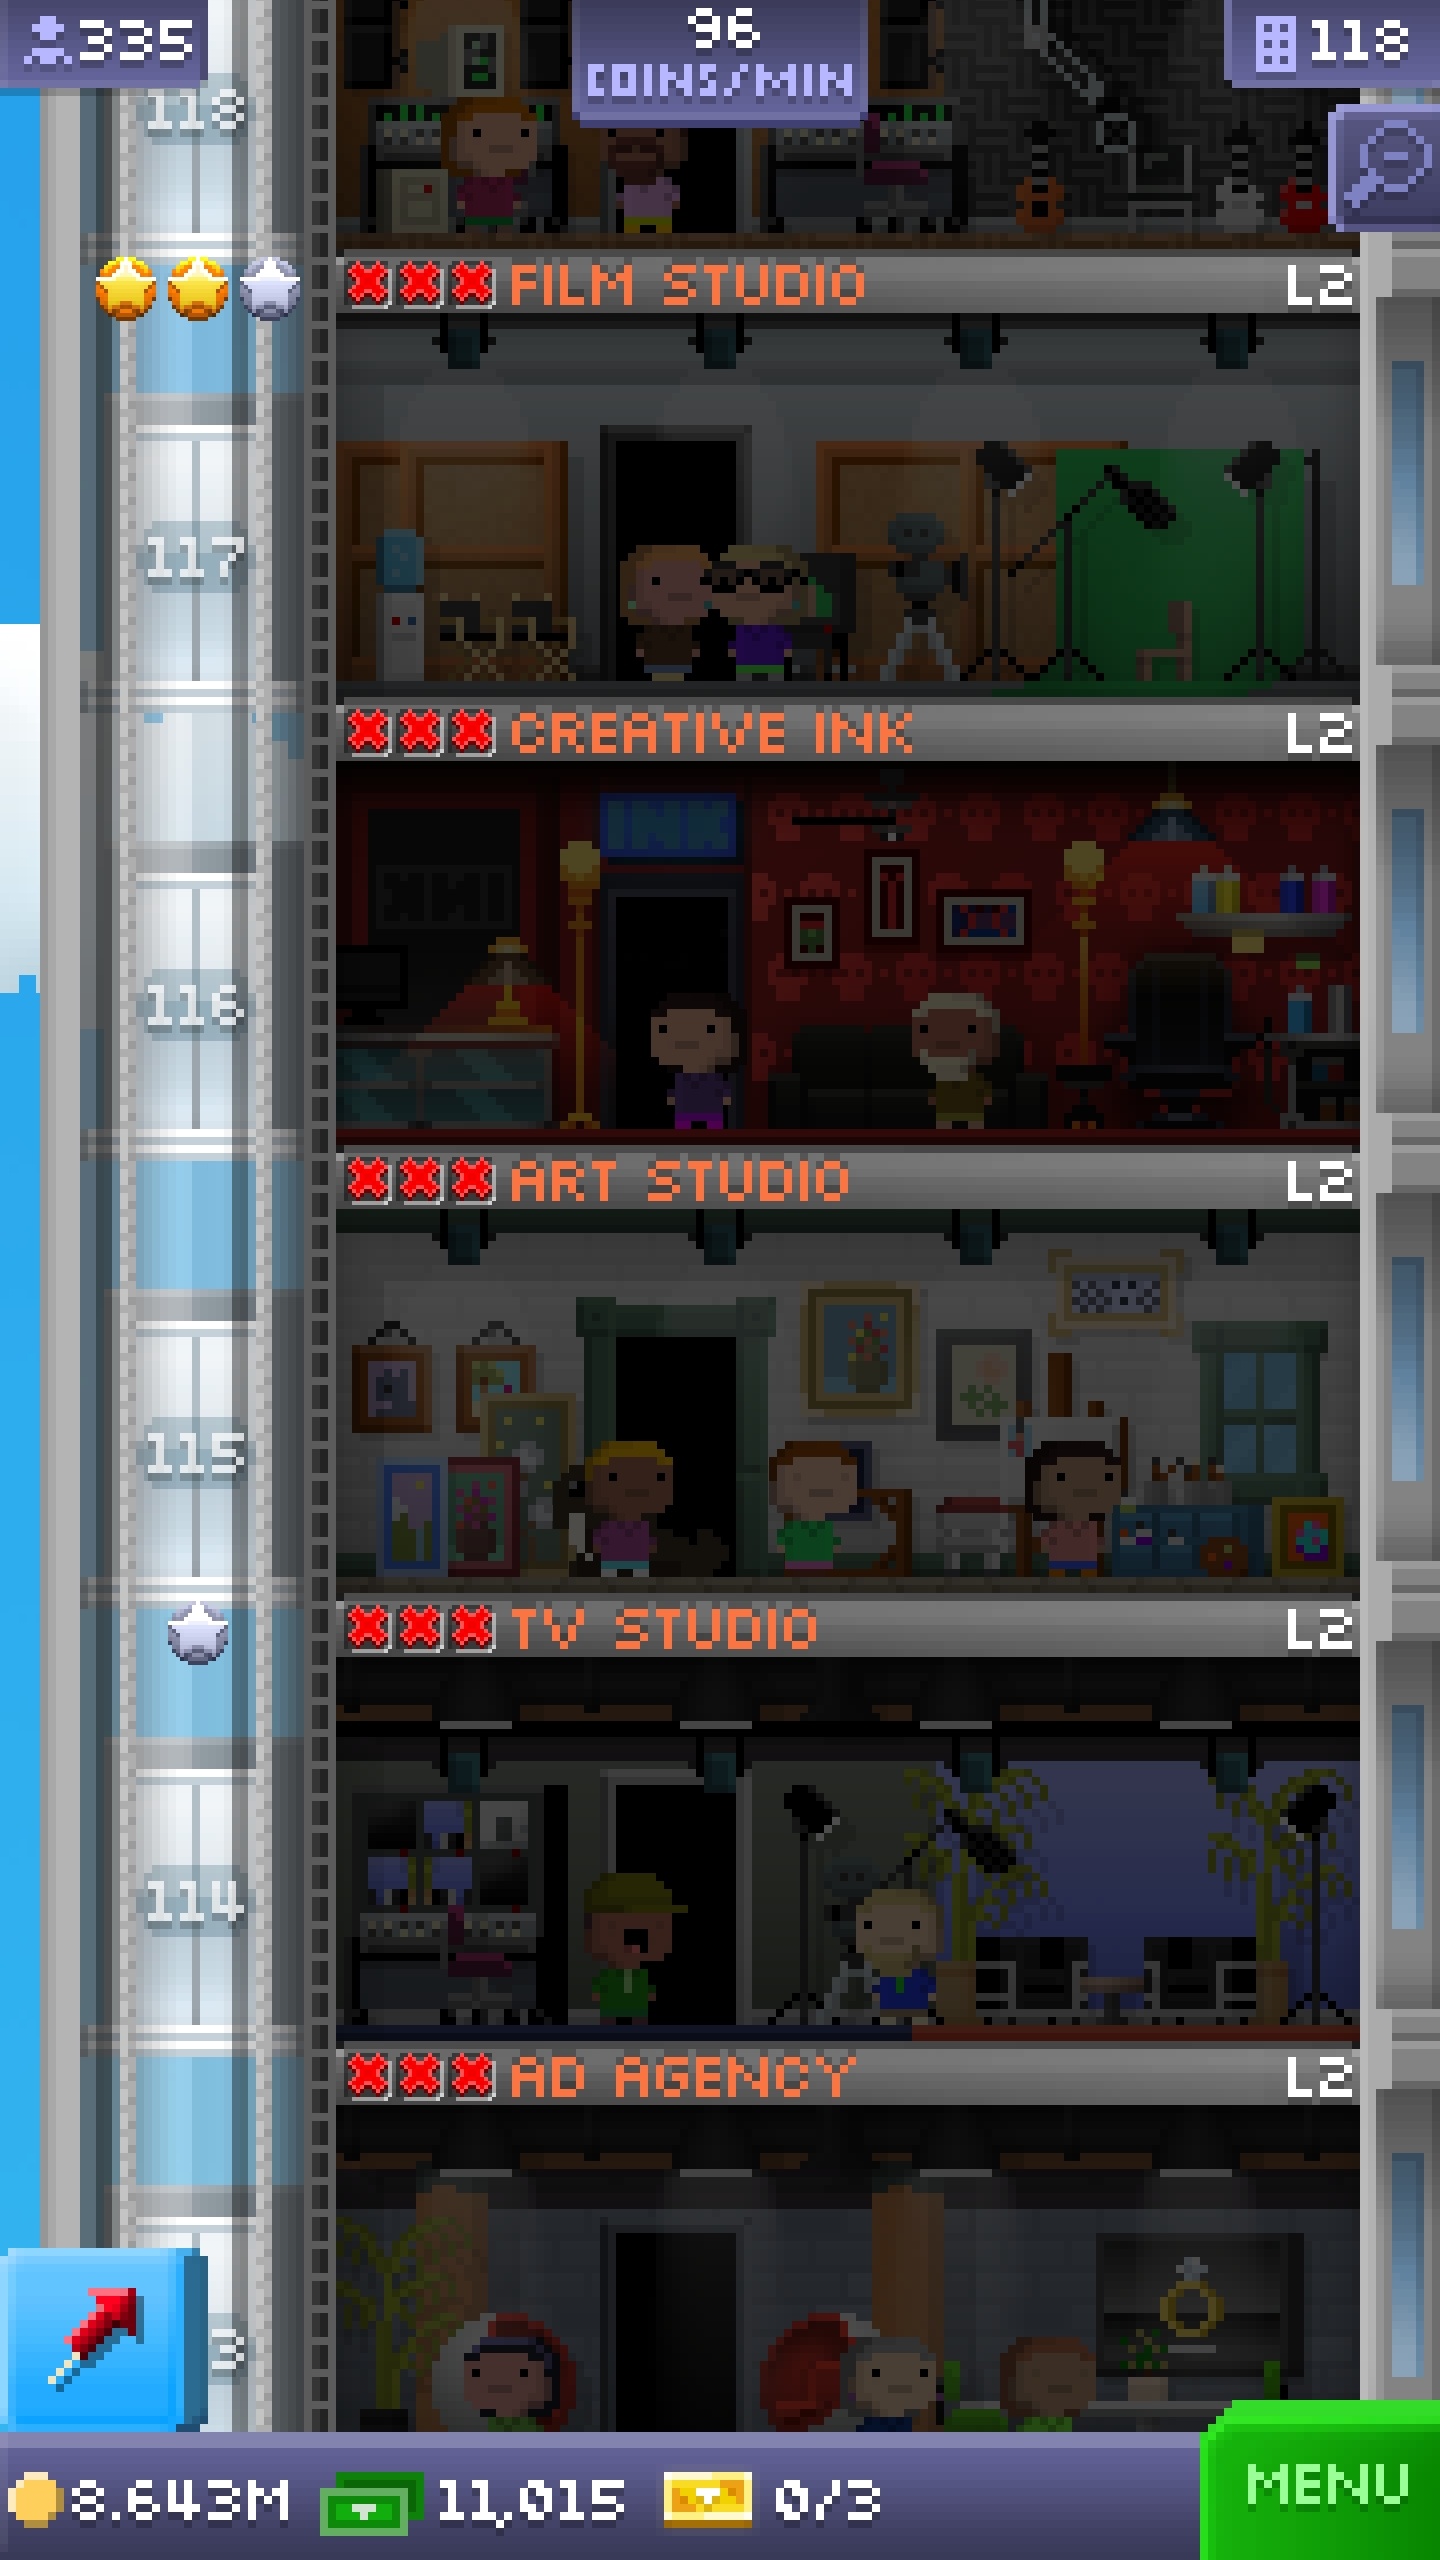 335
96
COINS/MIN
118
118
FILM STUDIO L2
117
CREATIVE INK L2
INK
116
ART STUDIO L2
115
TV STUDIO L2
114
AD AGENCY L2
3
8.643M 11,015 0/3
MENU